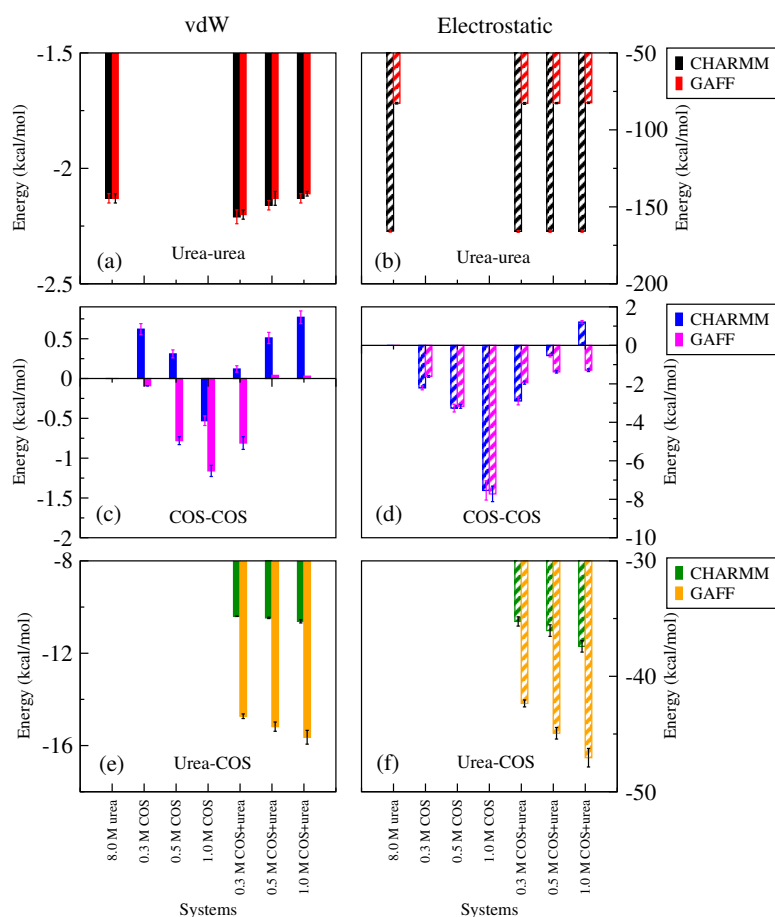 vdW
Electrostatic
-1.5
-2
-2.5
Energy (kcal/mol)
(a)
Urea-urea
-50
-100
-150
-200
Energy (kcal/mol)
(b)
Urea-urea
CHARMM
GAFF
0.5
0
-0.5
-1
-1.5
-2
Energy (kcal/mol)
(c)
COS-COS
2
0
-2
-4
-6
-8
-10
Energy (kcal/mol)
(d)
COS-COS
CHARMM
GAFF
-8
-12
-16
Energy (kcal/mol)
(e)
Urea-COS
-30
-40
-50
Energy (kcal/mol)
(f)
Urea-COS
CHARMM
GAFF
8.0 M urea
0.3 M COS
0.5 M COS
1.0 M COS
0.3 M COS+urea
0.5 M COS+urea
1.0 M COS+urea
Systems
8.0 M urea
0.3 M COS
0.5 M COS
1.0 M COS
0.3 M COS+urea
0.5 M COS+urea
1.0 M COS+urea
Systems